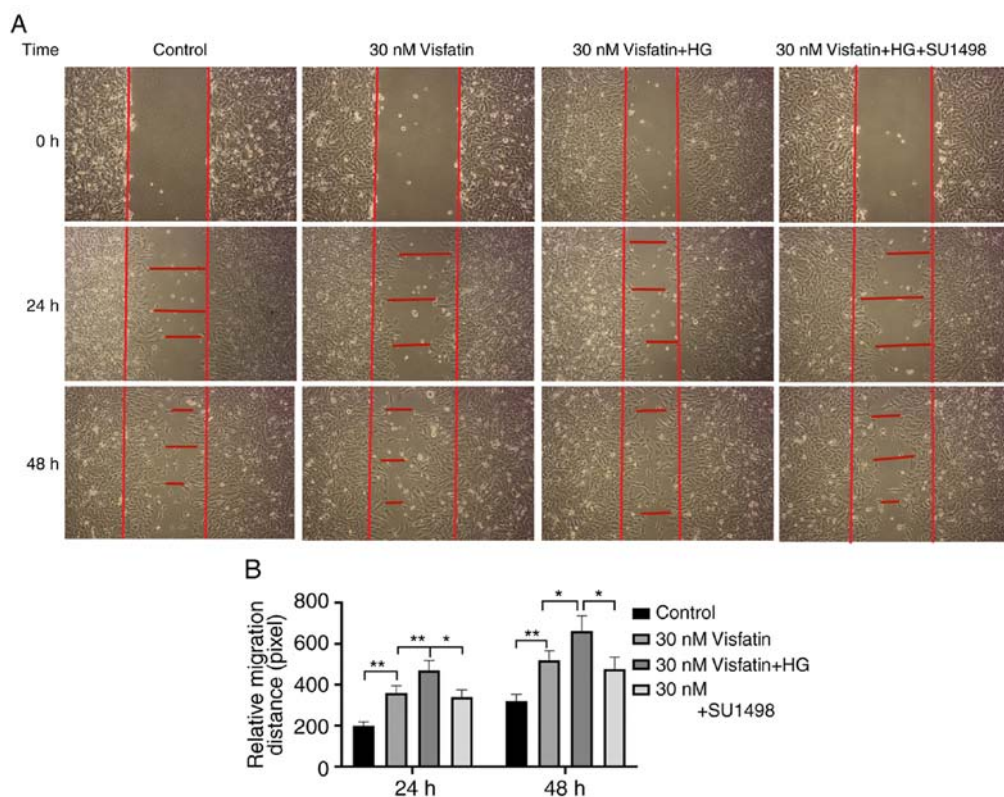 A
Time Control 30 nM Visfatin 30 nM Visfatin+HG 30 nM Visfatin+HG+SU1498
0 h
24 h
48 h
B
Relative migration
distance (pixel)
800
600
400
200
0
** ** *
** * *
24 h 48 h
Control
30 nM Visfatin
30 nM Visfatin+HG
30 nM
+SU1498